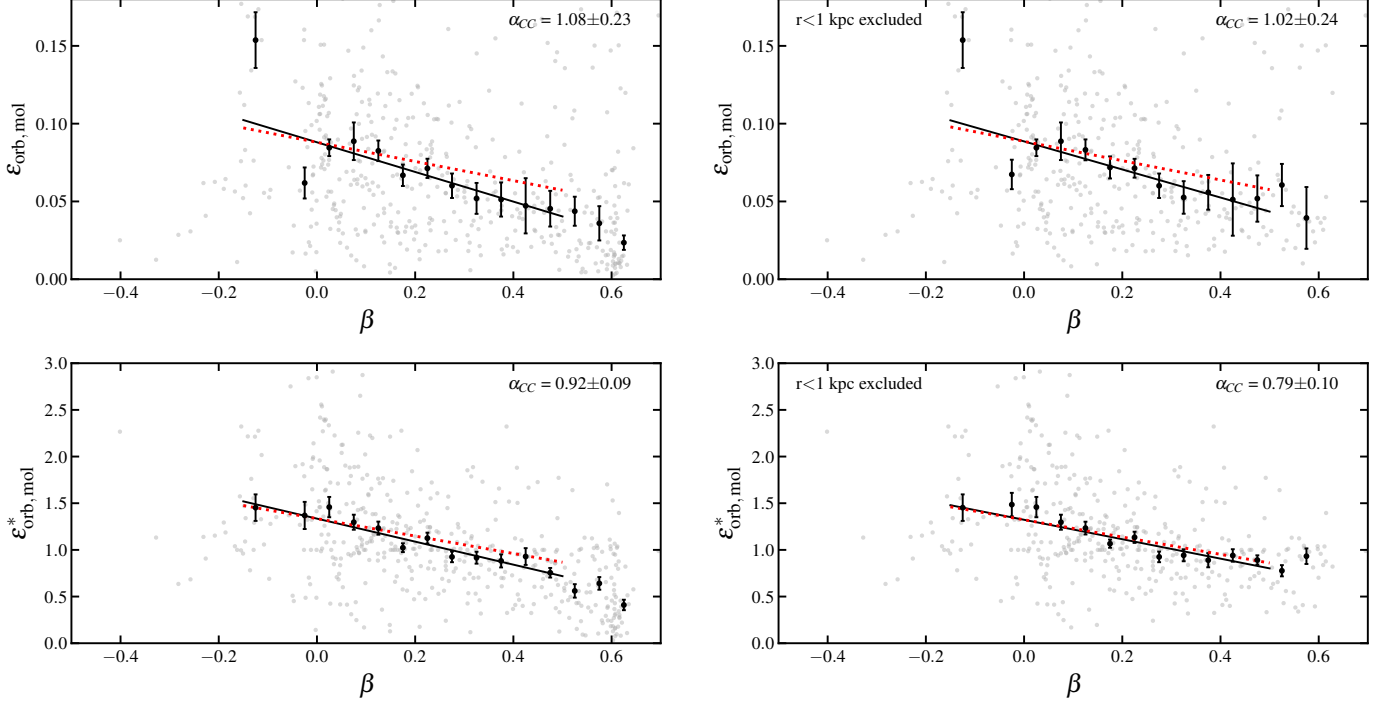 α_CC = 1.08±0.23
0.15
0.10
0.05
0.00
ε_orb, mol
−0.4 −0.2 0.0 0.2 0.4 0.6
β
r<1 kpc excluded α_CC = 1.02±0.24
0.15
0.10
0.05
0.00
ε_orb, mol
−0.4 −0.2 0.0 0.2 0.4 0.6
β
α_CC = 0.92±0.09
3.0
2.5
2.0
1.5
1.0
0.5
0.0
ε*_orb, mol
−0.4 −0.2 0.0 0.2 0.4 0.6
β
r<1 kpc excluded α_CC = 0.79±0.10
3.0
2.5
2.0
1.5
1.0
0.5
0.0
ε*_orb, mol
−0.4 −0.2 0.0 0.2 0.4 0.6
β